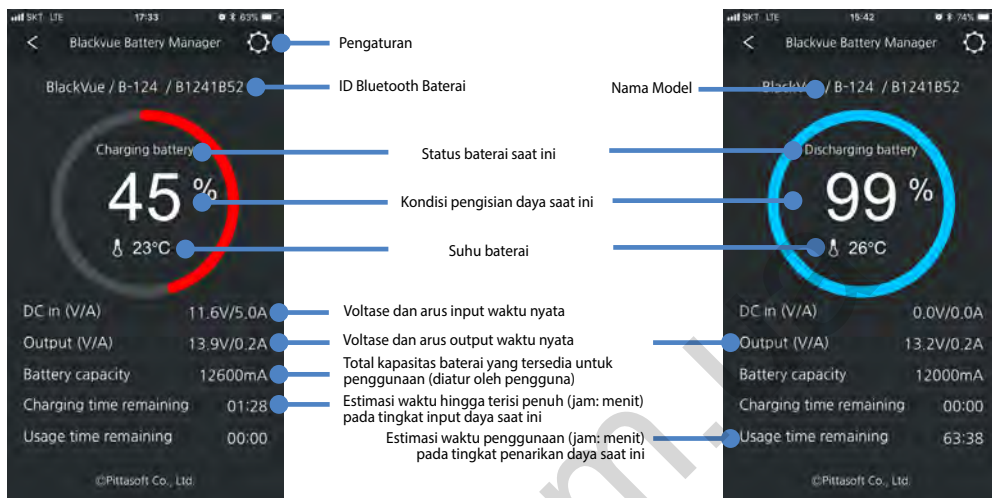 SKT LTE 17:33 63%
Blackvue Battery Manager
BlackVue / B-124 / B1241B52
Charging battery
45 %
23°C
DC in (V/A) 11.6V/5.0A
Output (V/A) 13.9V/0.2A
Battery capacity 12600mA
Charging time remaining 01:28
Usage time remaining 00:00
©Pittasoft Co., Ltd.
Pengaturan
ID Bluetooth Baterai
Nama Model
Status baterai saat ini
Kondisi pengisian daya saat ini
Suhu baterai
Voltase dan arus input waktu nyata
Voltase dan arus output waktu nyata
Total kapasitas baterai yang tersedia untuk
penggunaan (diatur oleh pengguna)
Estimasi waktu hingga terisi penuh (jam: menit)
pada tingkat input daya saat ini
Estimasi waktu penggunaan (jam: menit)
pada tingkat penarikan daya saat ini
SKT LTE 15:42 74%
Blackvue Battery Manager
BlackVue / B-124 / B1241B52
Discharging battery
99 %
26°C
DC in (V/A) 0.0V/0.0A
Output (V/A) 13.2V/0.2A
Battery capacity 12000mA
Charging time remaining 00:00
Usage time remaining 63:38
©Pittasoft Co., Ltd.